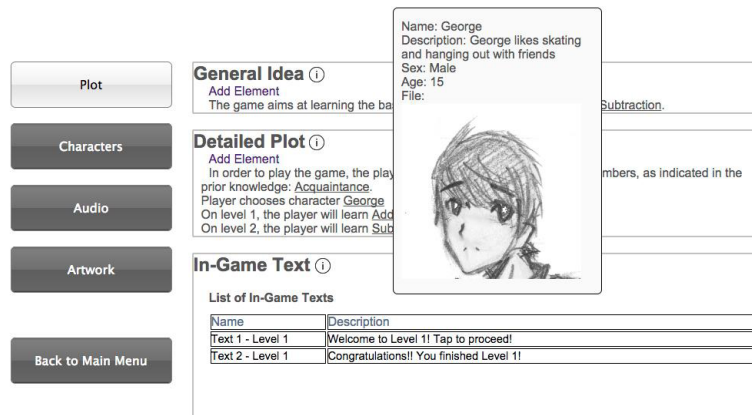 Plot
Characters
Audio
Artwork
Back to Main Menu
General Idea
Add Element
The game aims at learning the ba
Subtraction.
Detailed Plot
Add Element
In order to play the game, the play
mbers, as indicated in the
prior knowledge: Acquaintance.
Player chooses character George
On level 1, the player will learn Add
On level 2, the player will learn Sub
Name: George
Description: George likes skating
and hanging out with friends
Sex: Male
Age: 15
File:
In-Game Text
List of In-Game Texts
Name Description
Text 1 - Level 1 Welcome to Level 1! Tap to proceed!
Text 2 - Level 1 Congratulations!! You finished Level 1!